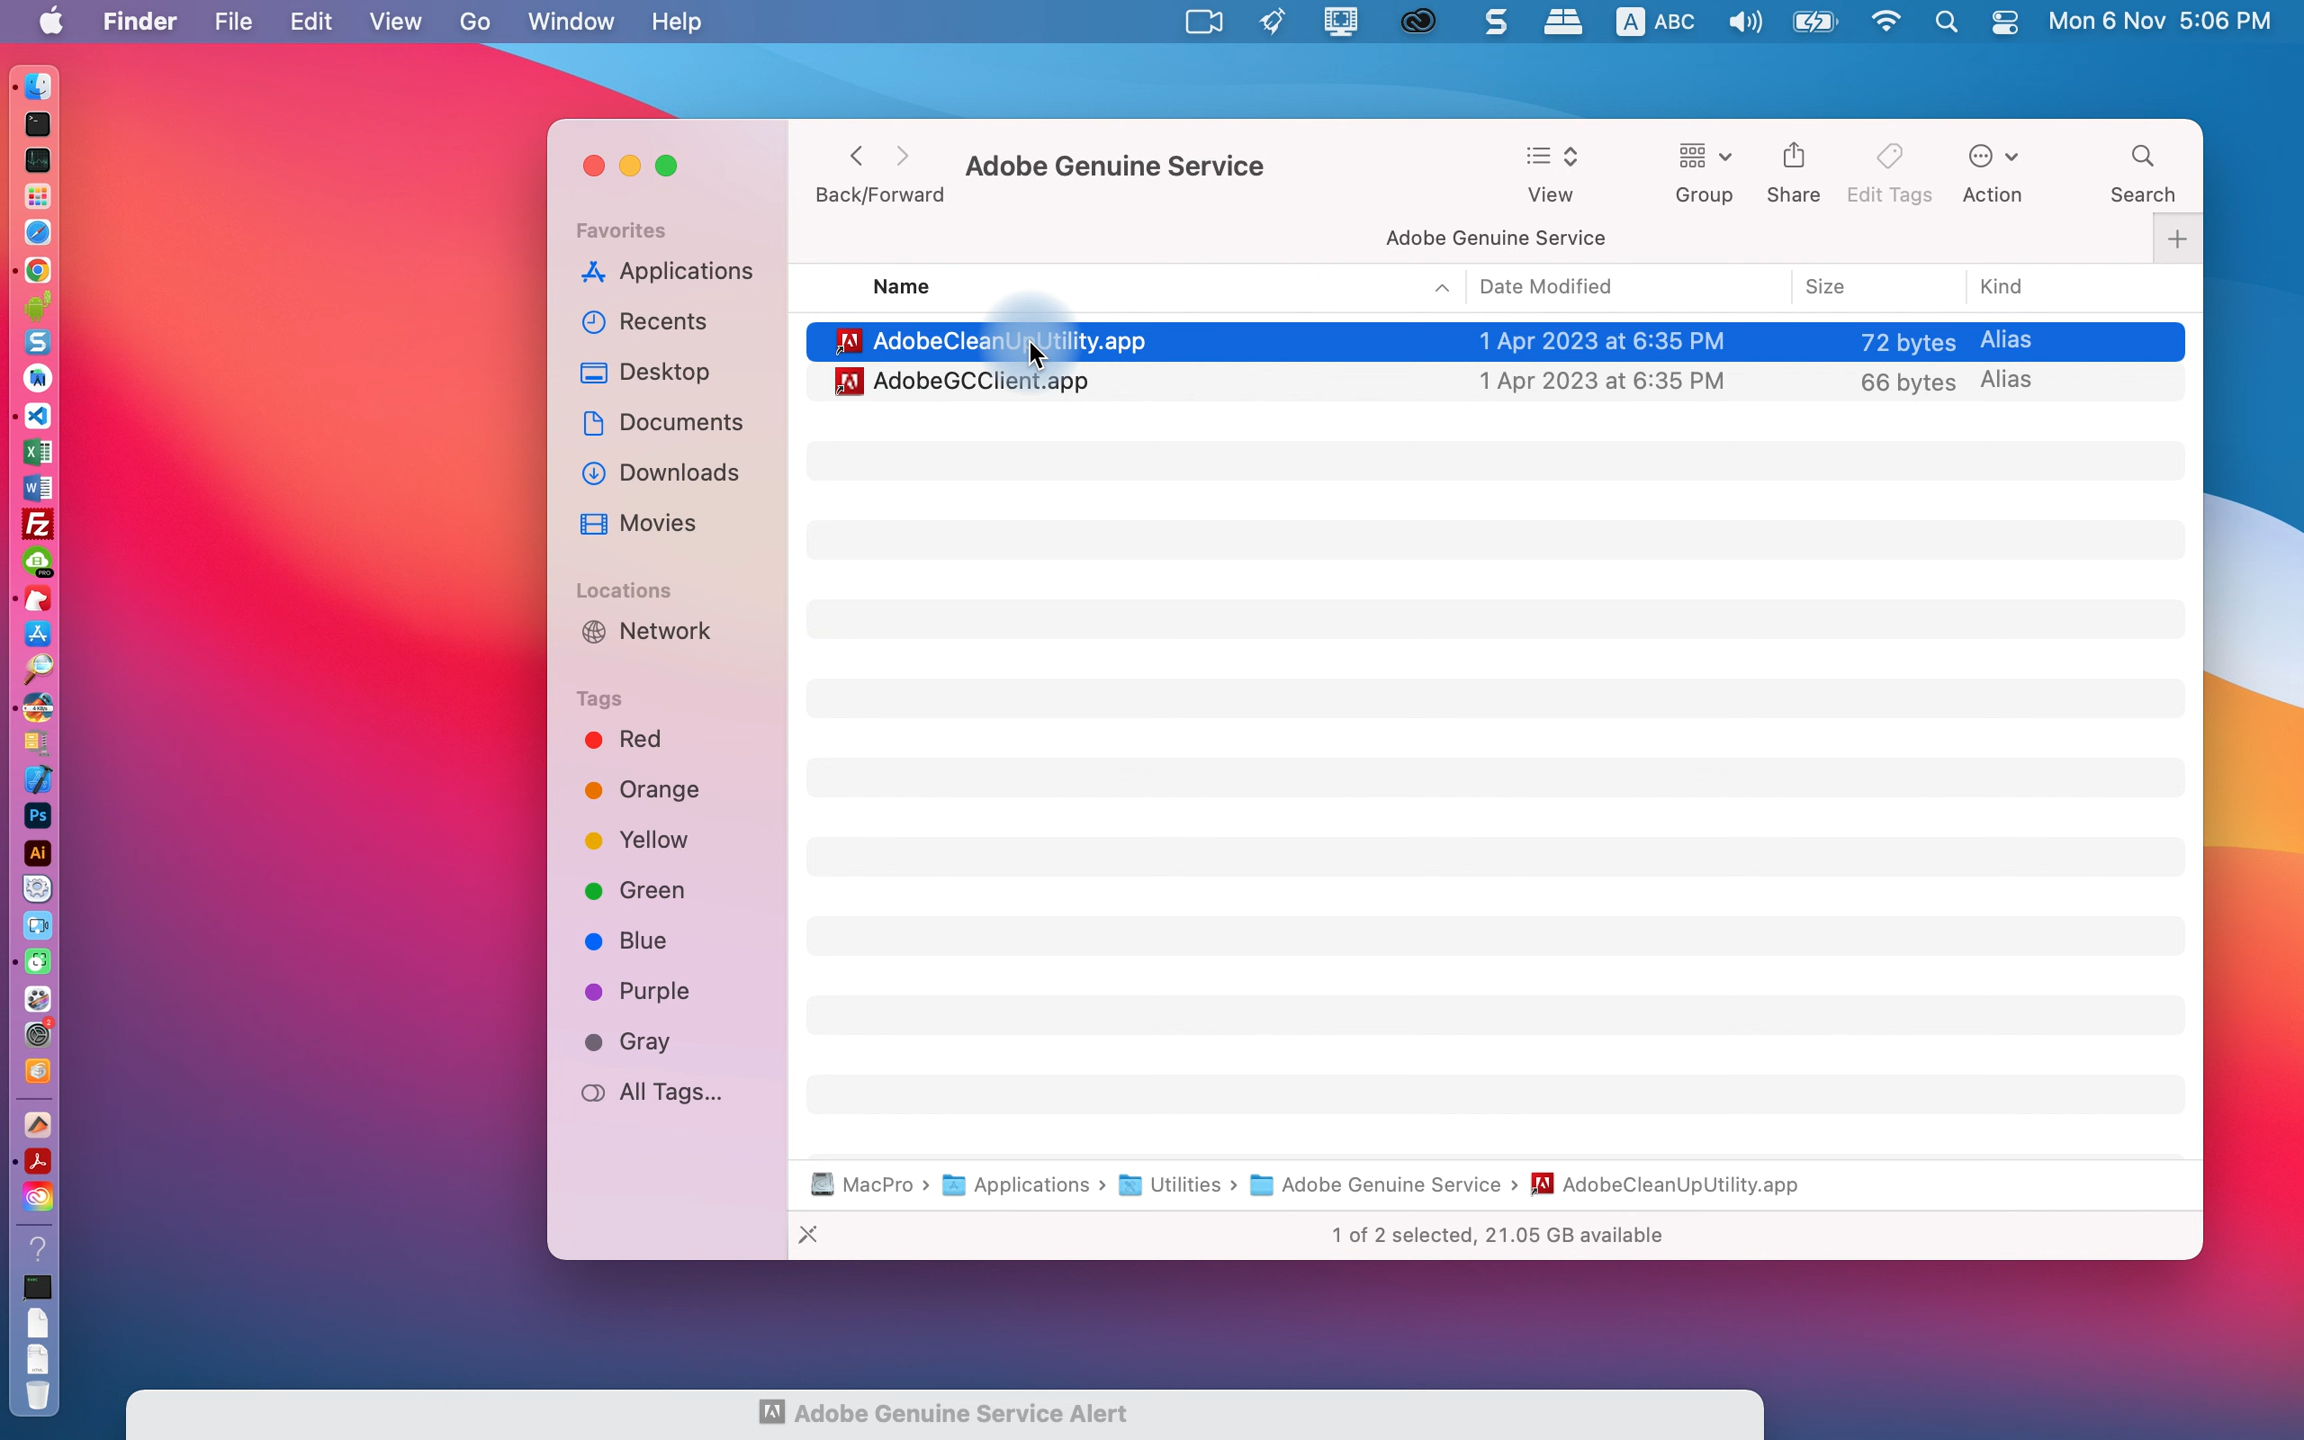 Finder File Edit View Go Window Help A ABC Mon 6 Nov 5:06 PM
Adobe Genuine Service
Back/Forward View Group Share Edit Tags Action Search
Adobe Genuine Service
Name Date Modified Size Kind
AdobeCleanUpUtility.app 1 Apr 2023 at 6:35 PM 72 bytes Alias
AdobeGCClient.app 1 Apr 2023 at 6:35 PM 66 bytes Alias
Favorites
Applications
Recents
Desktop
Documents
Downloads
Movies
Locations
Network
Tags
Red
Orange
Yellow
Green
Blue
Purple
Gray
All Tags...
MacPro › Applications › Utilities › Adobe Genuine Service › AdobeCleanUpUtility.app
1 of 2 selected, 21.05 GB available
Adobe Genuine Service Alert
Fz
PRO
Ps
Ai
2